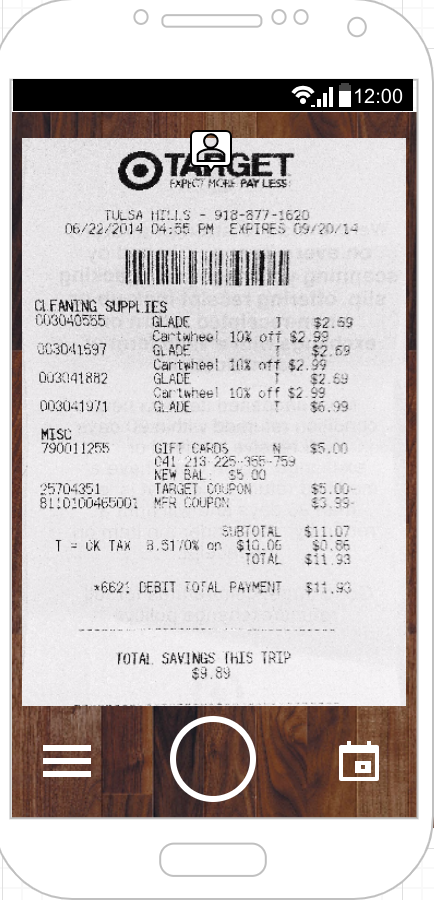 12:00
TARGET
EXPECT MORE. PAY LESS.
TULSA HILLS - 918-877-1620
06/22/2014 04:55 PM EXPIRES 09/20/14
CLEANING SUPPLIES
003040555 GLADE T $2.69
Cartwheel 10% off $2.99
003041597 GLADE T $2.69
Cartwheel 10% off $2.99
003041882 GLADE T $2.69
Cartwheel 10% off $2.99
003041971 GLADE T $6.99
MISC
790011255 GIFT CARDS N $5.00
041-213-225-355-759
NEW BAL: $5.00
25704351 TARGET COUPON $5.00-
8110100465001 MFR COUPON $3.99-
SUBTOTAL $11.07
T = OK TAX 8.5170% on $10.06 $0.86
TOTAL $11.93
*6621 DEBIT TOTAL PAYMENT $11.93
TOTAL SAVINGS THIS TRIP
$9.89